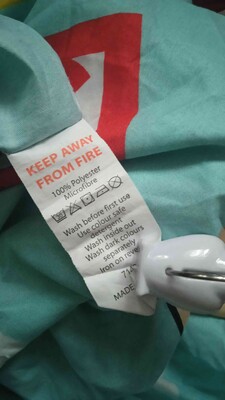 KEEP AWAY
FROM FIRE
100% Polyester
Microfibre
Wash before first use
Use colour safe
detergent
Wash inside out
Wash dark colours
separately
Iron on
MADE